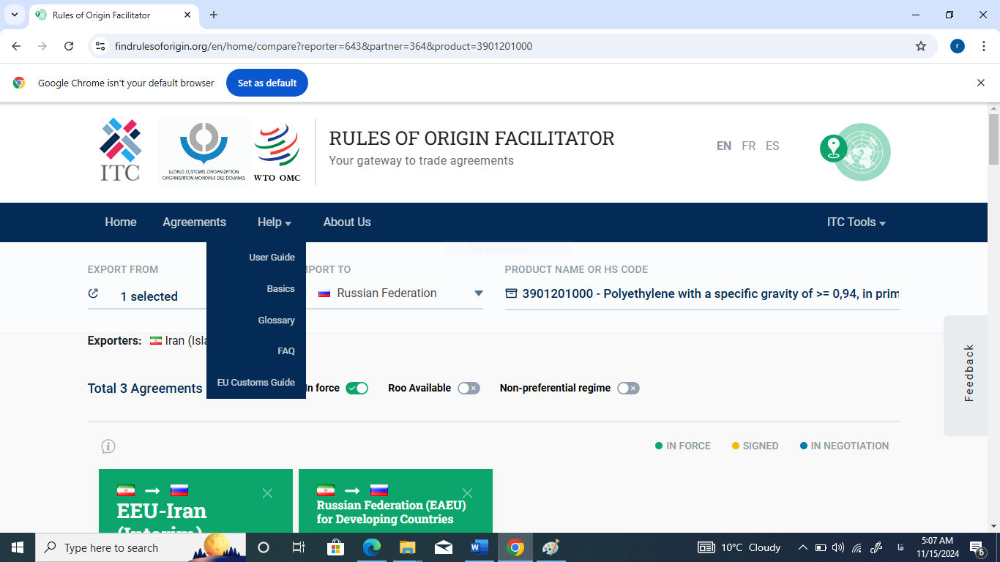 Rules of Origin Facilitator
findrulesoforigin.org/en/home/compare?reporter=643&partner=364&product=3901201000
r
Google Chrome isn't your default browser
Set as default
ITC
WORLD CUSTOMS ORGANIZATION
ORGANISATION MONDIALE DES DOUANES
WTO OMC
RULES OF ORIGIN FACILITATOR
Your gateway to trade agreements
EN FR ES
Home Agreements Help About Us ITC Tools
User Guide
Basics
Glossary
FAQ
EU Customs Guide
Full-screen Snip
EXPORT FROM
1 selected
PORT TO
Russian Federation
PRODUCT NAME OR HS CODE
3901201000 - Polyethylene with a specific gravity of >= 0,94, in prim
Exporters: Iran (Isla
Total 3 Agreements
In force Roo Available Non-preferential regime
Feedback
IN FORCE SIGNED IN NEGOTIATION
EEU-Iran
(Interim)
Russian Federation (EAEU)
for Developing Countries
Type here to search
10°C Cloudy
فا
5:07 AM
11/15/2024
6